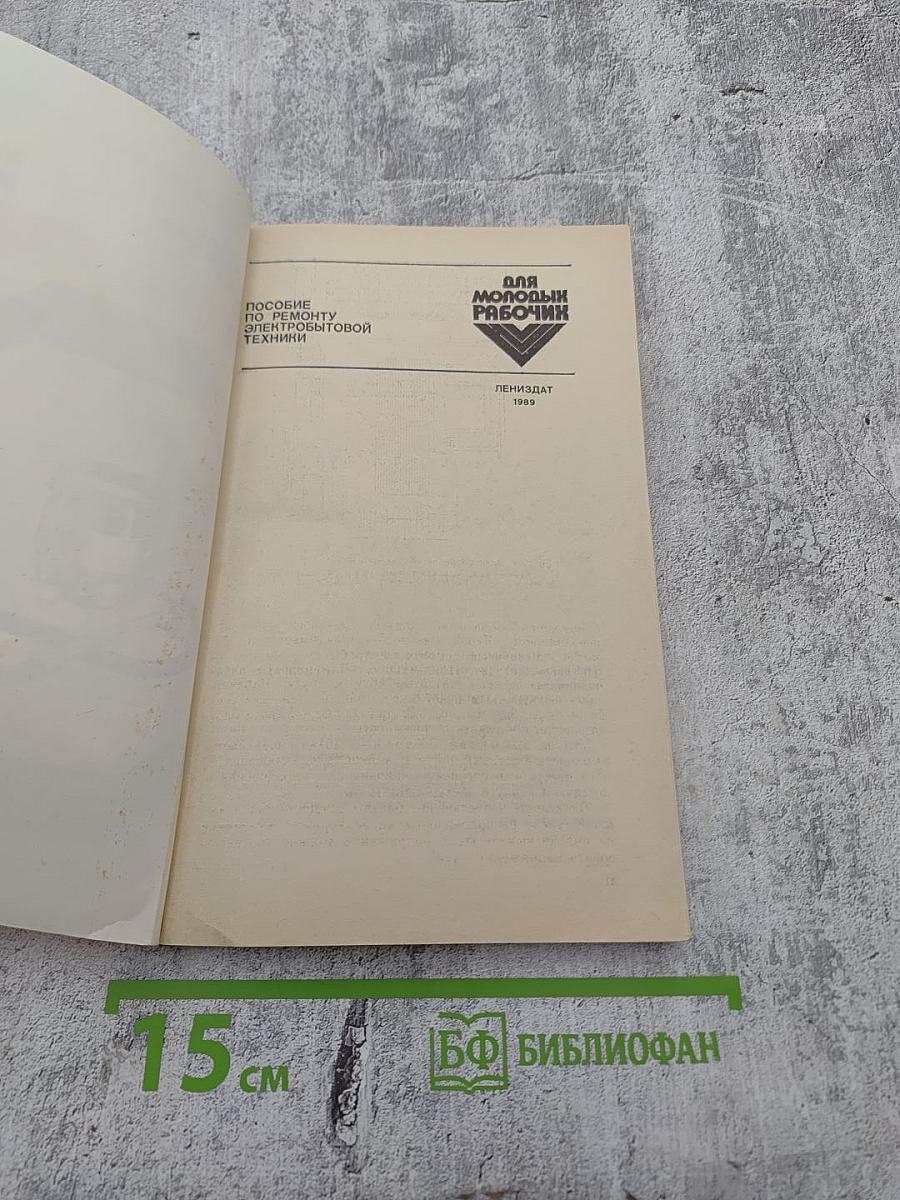 ПОСОБИЕ
ПО РЕМОНТУ
ЭЛЕКТРОБЫТОВОЙ
ТЕХНИКИ
ДЛЯ
МОЛОДЫХ
РАБОЧИХ
ЛЕНИЗДАТ
1989
15 см
БФ БИБЛИОФАН